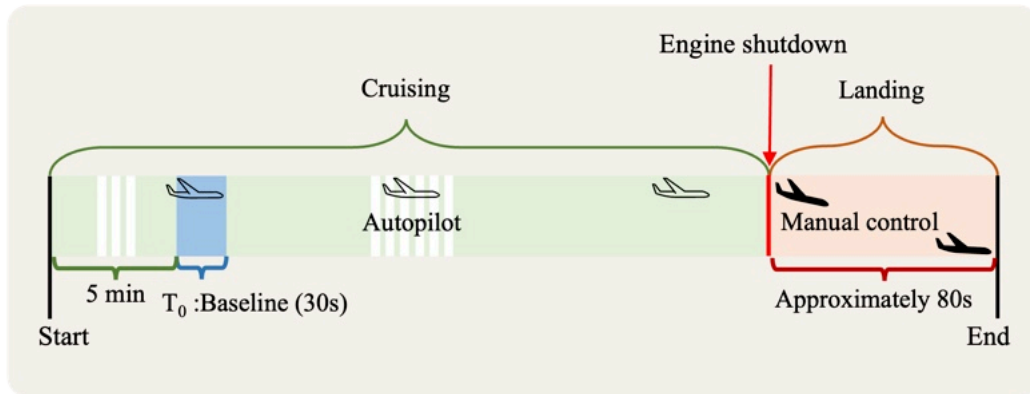 Engine shutdown
Cruising
Landing
Autopilot
Manual control
5 min
T₀ :Baseline (30s)
Approximately 80s
Start
End